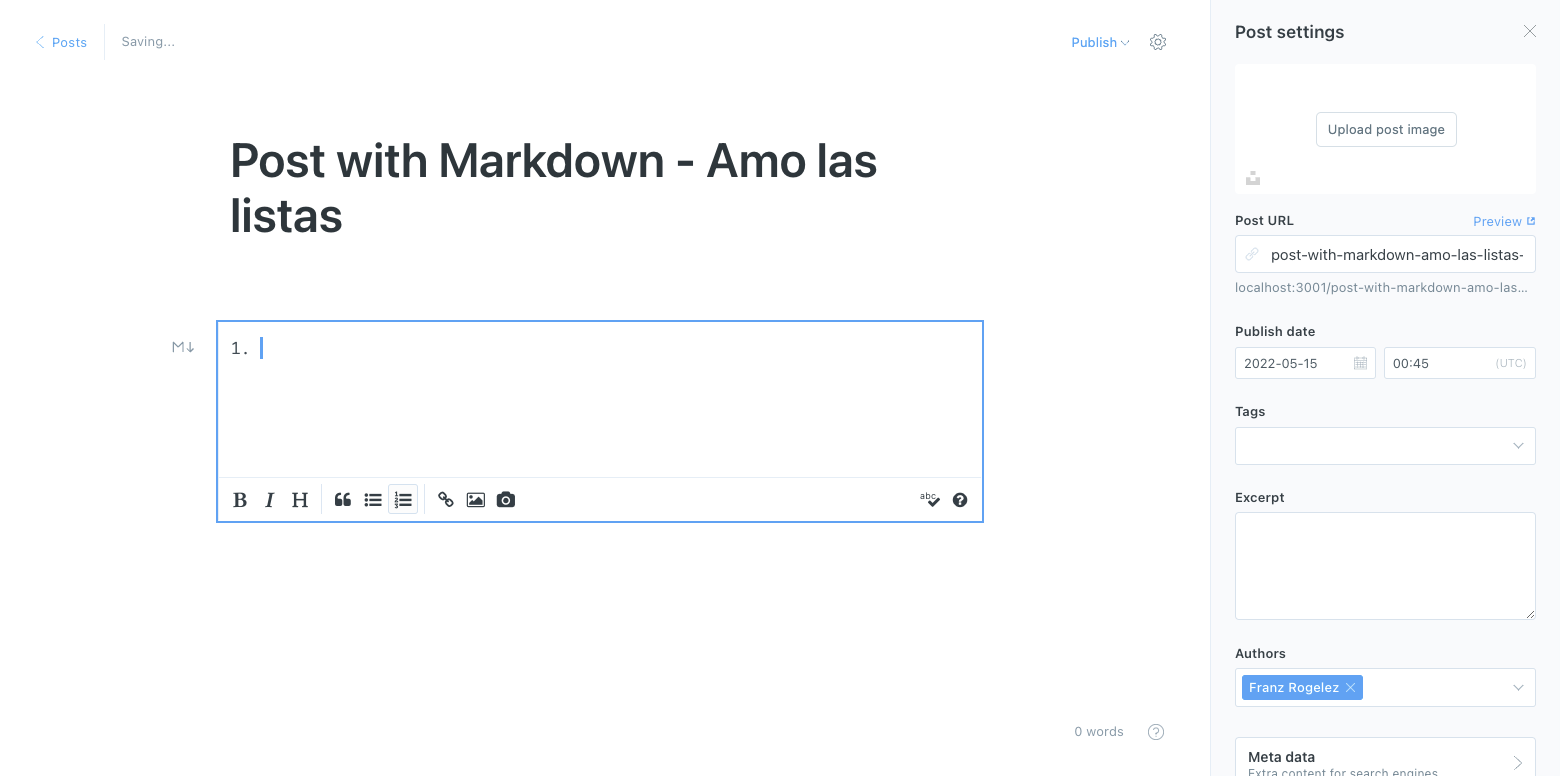 Posts
Saving...
Publish
Post with Markdown - Amo las
listas
M↓
1.
B I H
abc
0 words
Post settings
Upload post image
Post URL
Preview
post-with-markdown-amo-las-listas-
localhost:3001/post-with-markdown-amo-las...
Publish date
2022-05-15
00:45
(UTC)
Tags
Excerpt
Authors
Franz Rogelez
Meta data
Extra content for search engines